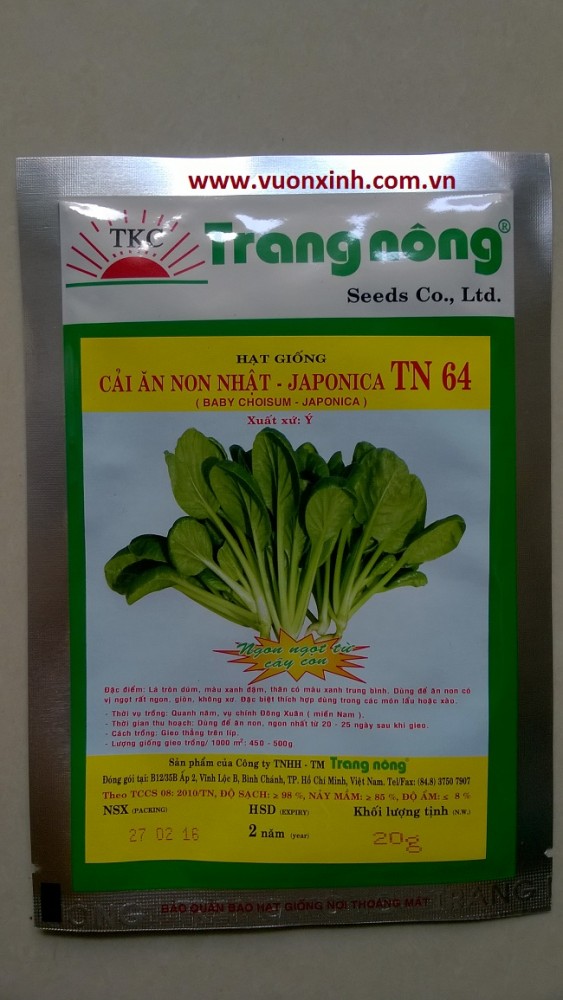 www.vuonxinh.com.vn
TKC
Trang nông®
Seeds Co., Ltd.
HẠT GIỐNG
CẢI ĂN NON NHẬT - JAPONICA TN 64
( BABY CHOISUM - JAPONICA )
Xuất xứ: Ý
Ngon ngọt từ
cây con
Đặc điểm: Lá tròn dúm, màu xanh đậm, thân có màu xanh trung bình. Dùng để ăn non có
vị ngọt rất ngon, giòn, không xơ. Đặc biệt thích hợp dùng trong các món lẩu hoặc xào.
- Thời vụ trồng: Quanh năm, vụ chính Đông Xuân ( miền Nam ).
- Thời gian thu hoạch: Dùng để ăn non, ngon nhất từ 20 - 25 ngày sau khi gieo.
- Cách trồng: Gieo thẳng trên líp.
- Lượng giống gieo trồng/ 1000 m²: 450 - 500g
Sản phẩm của Công ty TNHH - TM Trang nông®
Đóng gói tại: B12/35B Ấp 2, Vĩnh Lộc B, Bình Chánh, TP. Hồ Chí Minh, Việt Nam. Tel/Fax: (84.8) 3750 7907
Theo TCCS 08: 2010/TN, ĐỘ SẠCH: ≥ 98 %, NẢY MẦM: ≥ 85 %, ĐỘ ẨM: ≤ 8 %
NSX (PACKING) HSD (EXPIRY) Khối lượng tịnh (N.W.)
27 02 16 2 năm (year) 20g
BẢO QUẢN BAO HẠT GIỐNG NƠI THOÁNG MÁT